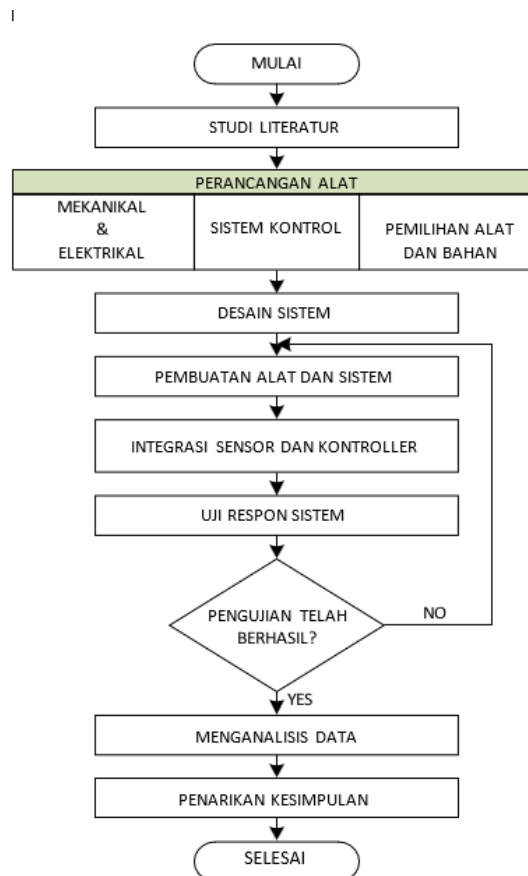 I
MULAI
STUDI LITERATUR
PERANCANGAN ALAT
MEKANIKAL
&
ELEKTRIKAL
SISTEM KONTROL
PEMILIHAN ALAT
DAN BAHAN
DESAIN SISTEM
PEMBUATAN ALAT DAN SISTEM
INTEGRASI SENSOR DAN KONTROLLER
UJI RESPON SISTEM
PENGUJIAN TELAH
BERHASIL?
NO
YES
MENGANALISIS DATA
PENARIKAN KESIMPULAN
SELESAI